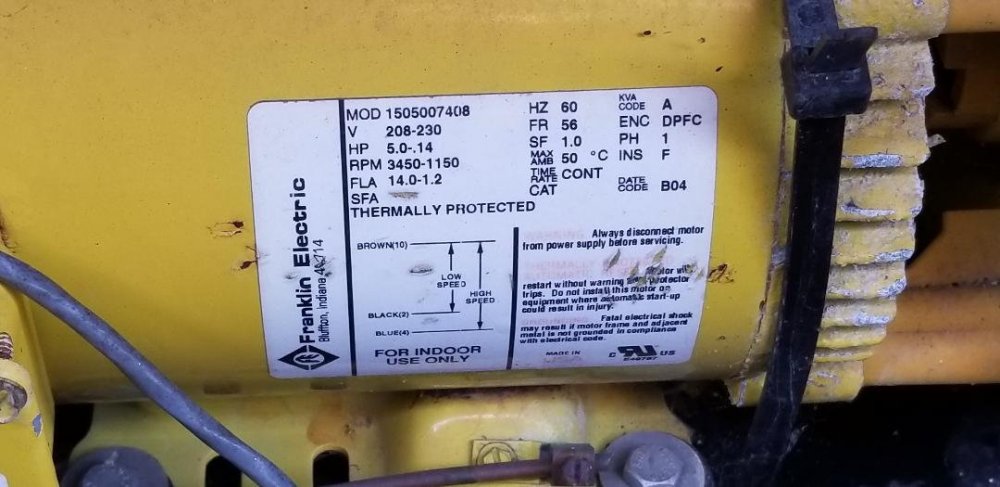 Franklin Electric
Bluffton, Indiana
MOD 1505007408
V 208-230
HP 5.0-.14
RPM 3450-1150
FLA 14.0-1.2
SFA
THERMALLY PROTECTED
HZ 60
FR 56
SF 1.0
MAX AMB 50 °C
TIME RATE CONT
CAT
KVA CODE A
ENC DPFC
PH 1
INS F
DATE CODE B04
BROWN(10)
LOW SPEED
HIGH SPEED
BLACK(2)
BLUE(4)
FOR INDOOR
USE ONLY
WARNING Always disconnect motor
from power supply before servicing.
THERMALLY
restart without warning protector
trips. Do not install this motor on
equipment where automatic start-up
could result in injury.
Fatal electrical shock
may result if motor frame and adjacent
metal is not grounded in compliance
with electrical code.
MADE IN
C RU US